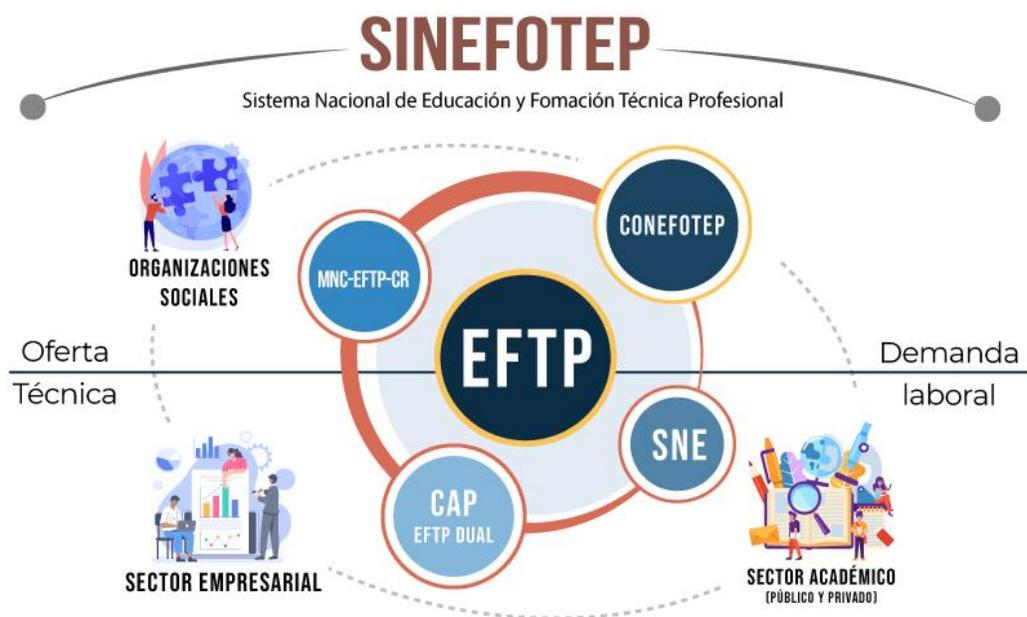 SINEFOTEP
Sistema Nacional de Educación y Fomación Técnica Profesional
ORGANIZACIONES
SOCIALES
MNC-EFTP-CR
CONEFOTEP
EFTP
Oferta
Técnica
Demanda
laboral
SNE
CAP
EFTP DUAL
SECTOR EMPRESARIAL
SECTOR ACADÉMICO
(PÚBLICO Y PRIVADO)